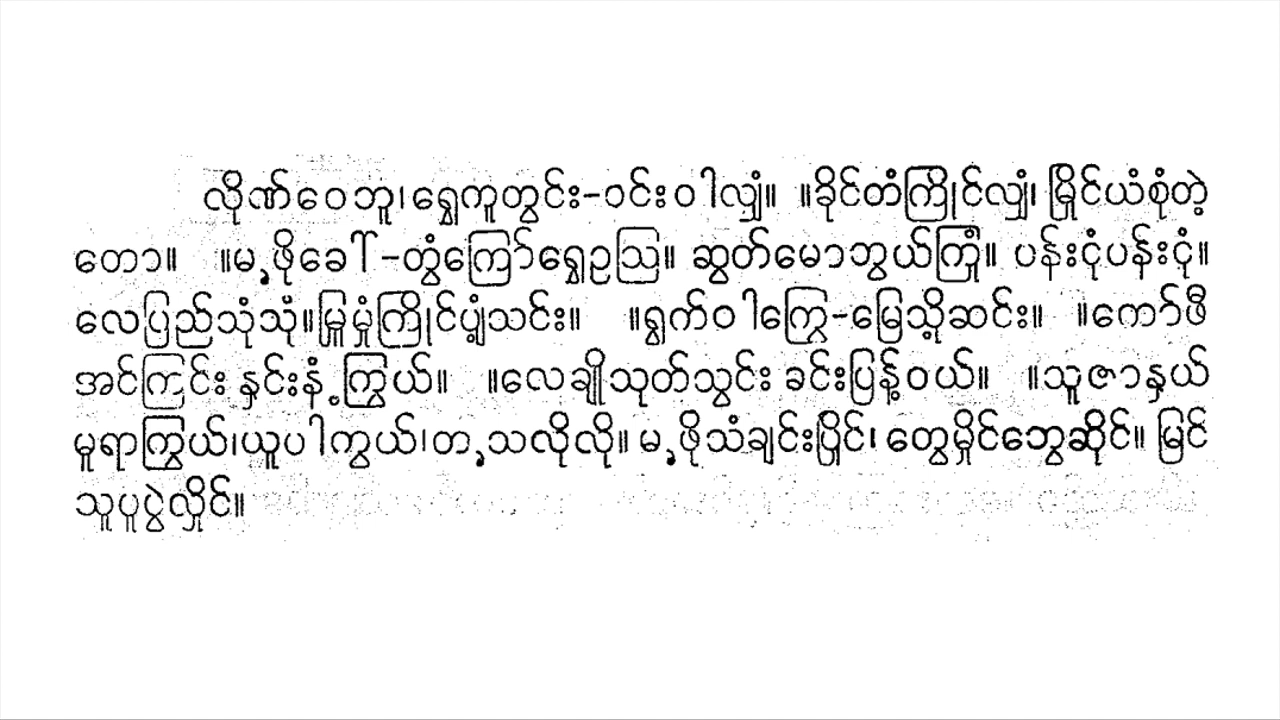 လိုဏ်ဝေဘူ၊ရွှေကူတွင်း–ဝင်းဝါလျှံ။ ။ခိုင်တံကြိုင်လျှံ၊ မြှိုင်ယံစုံတဲ့
တော။ ။မ,ဖိုခေါ်–တွံကြော်ရွှေဥဩ။ ဆွတ်မောဘွယ်ကြုံ။ ပန်းငုံပန်းငုံ။
လေပြည်သုံသုံ။မြူမှုံကြိုင်ပျံ့သင်း။ ။ရွက်ဝါကြွေ–မြေသို့ဆင်း။ ။ကော်ဖီ
အင်ကြင်း နှင်းနံ့ကြွယ်။ ။လေချိုသုတ်သွင်း ခင်းပြန့်ဝယ်။ ။သူဇာနှယ်
မူရာကြွယ်၊ယူပါကွယ်၊တ,သလိုလို။ မ,ဖိုသံချင်းပြိုင်၊ တွေမှိုင်ဘွေဆိုင်။ မြင်
သူပူငွဲလှိုင်။